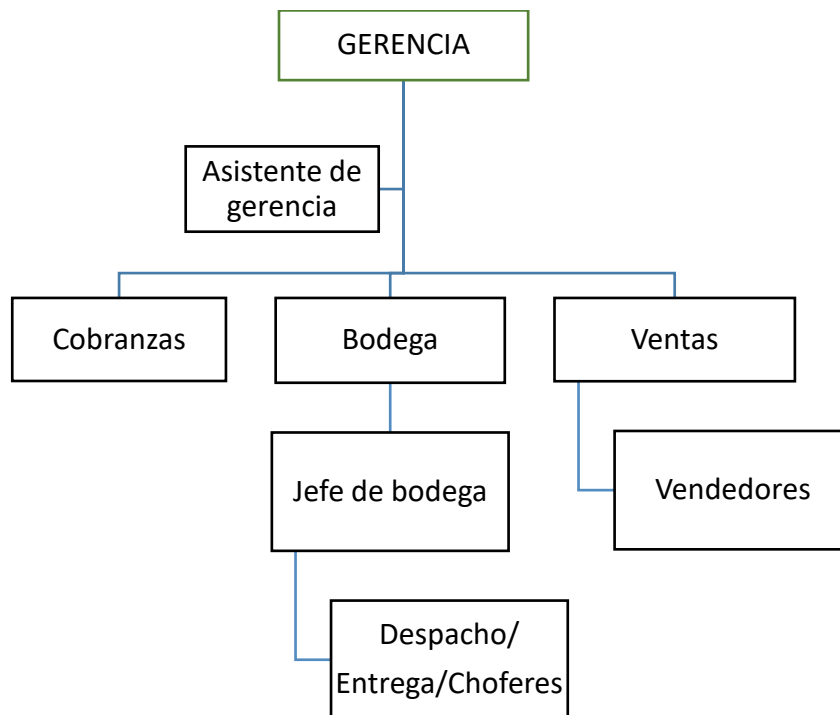 GERENCIA
Asistente de
gerencia
Cobranzas
Bodega
Ventas
Jefe de bodega
Vendedores
Despacho/
Entrega/Choferes